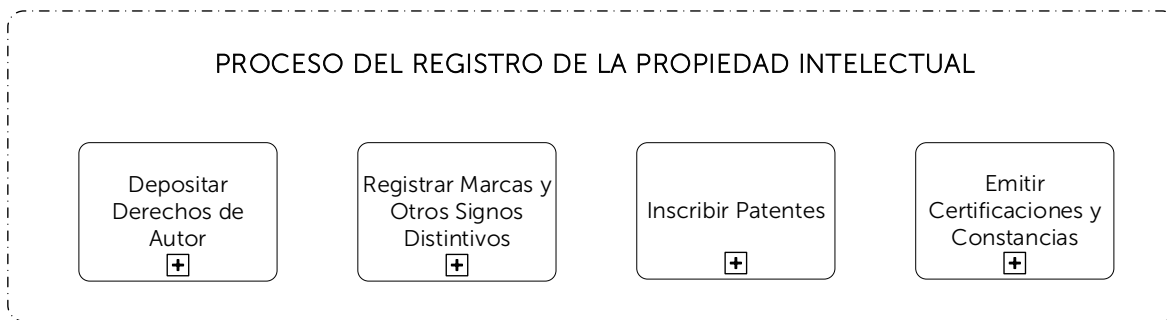 PROCESO DEL REGISTRO DE LA PROPIEDAD INTELECTUAL
Depositar
Derechos de
Autor
Registrar Marcas y
Otros Signos
Distintivos
Inscribir Patentes
Emitir
Certificaciones y
Constancias